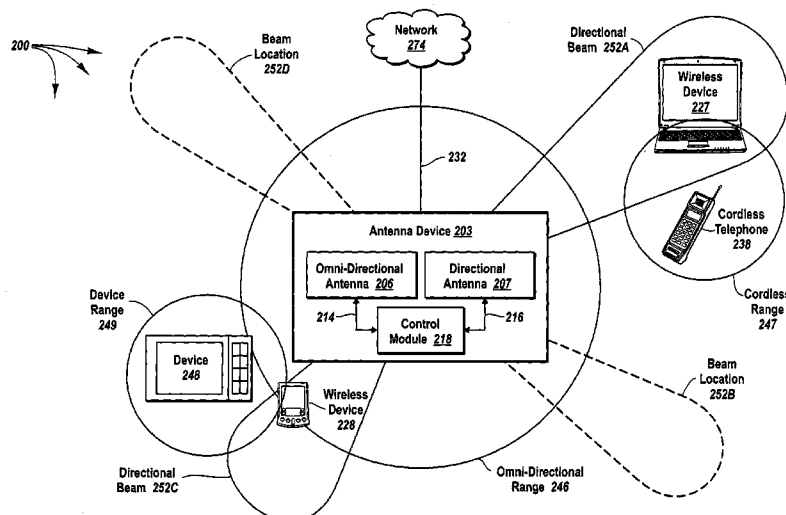 200
Beam
Location
252D
Network
274
Directional
Beam 252A
Wireless
Device
227
232
Antenna Device 203
Omni-Directional
Antenna 206
Directional
Antenna 207
214
216
Control
Module 218
Cordless
Telephone
238
Cordless
Range
247
Device
Range
249
Device
248
Wireless
Device
228
Beam
Location
252B
Directional
Beam 252C
Omni-Directional
Range 246